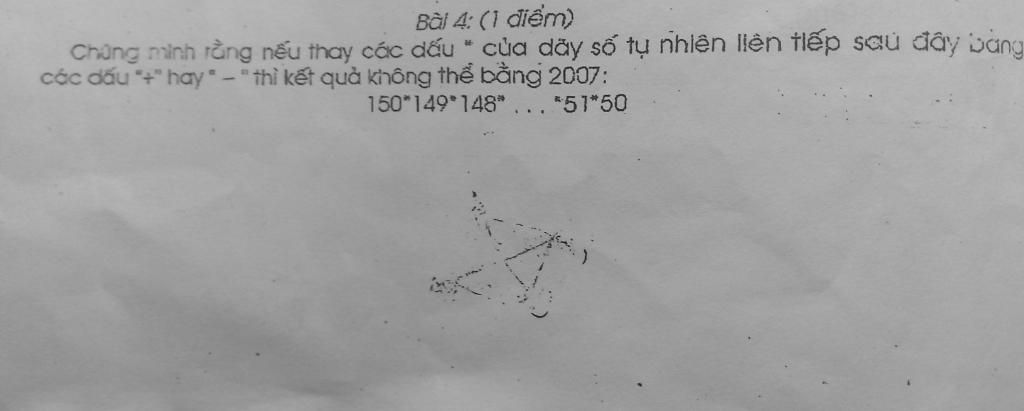 Bài 4: (1 điểm)
Chứng minh rằng nếu thay các dấu * của dãy số tự nhiên liên tiếp sau đây bằng
các dấu "+" hay " – " thì kết quả không thể bằng 2007:
150*149*148* . . . *51*50